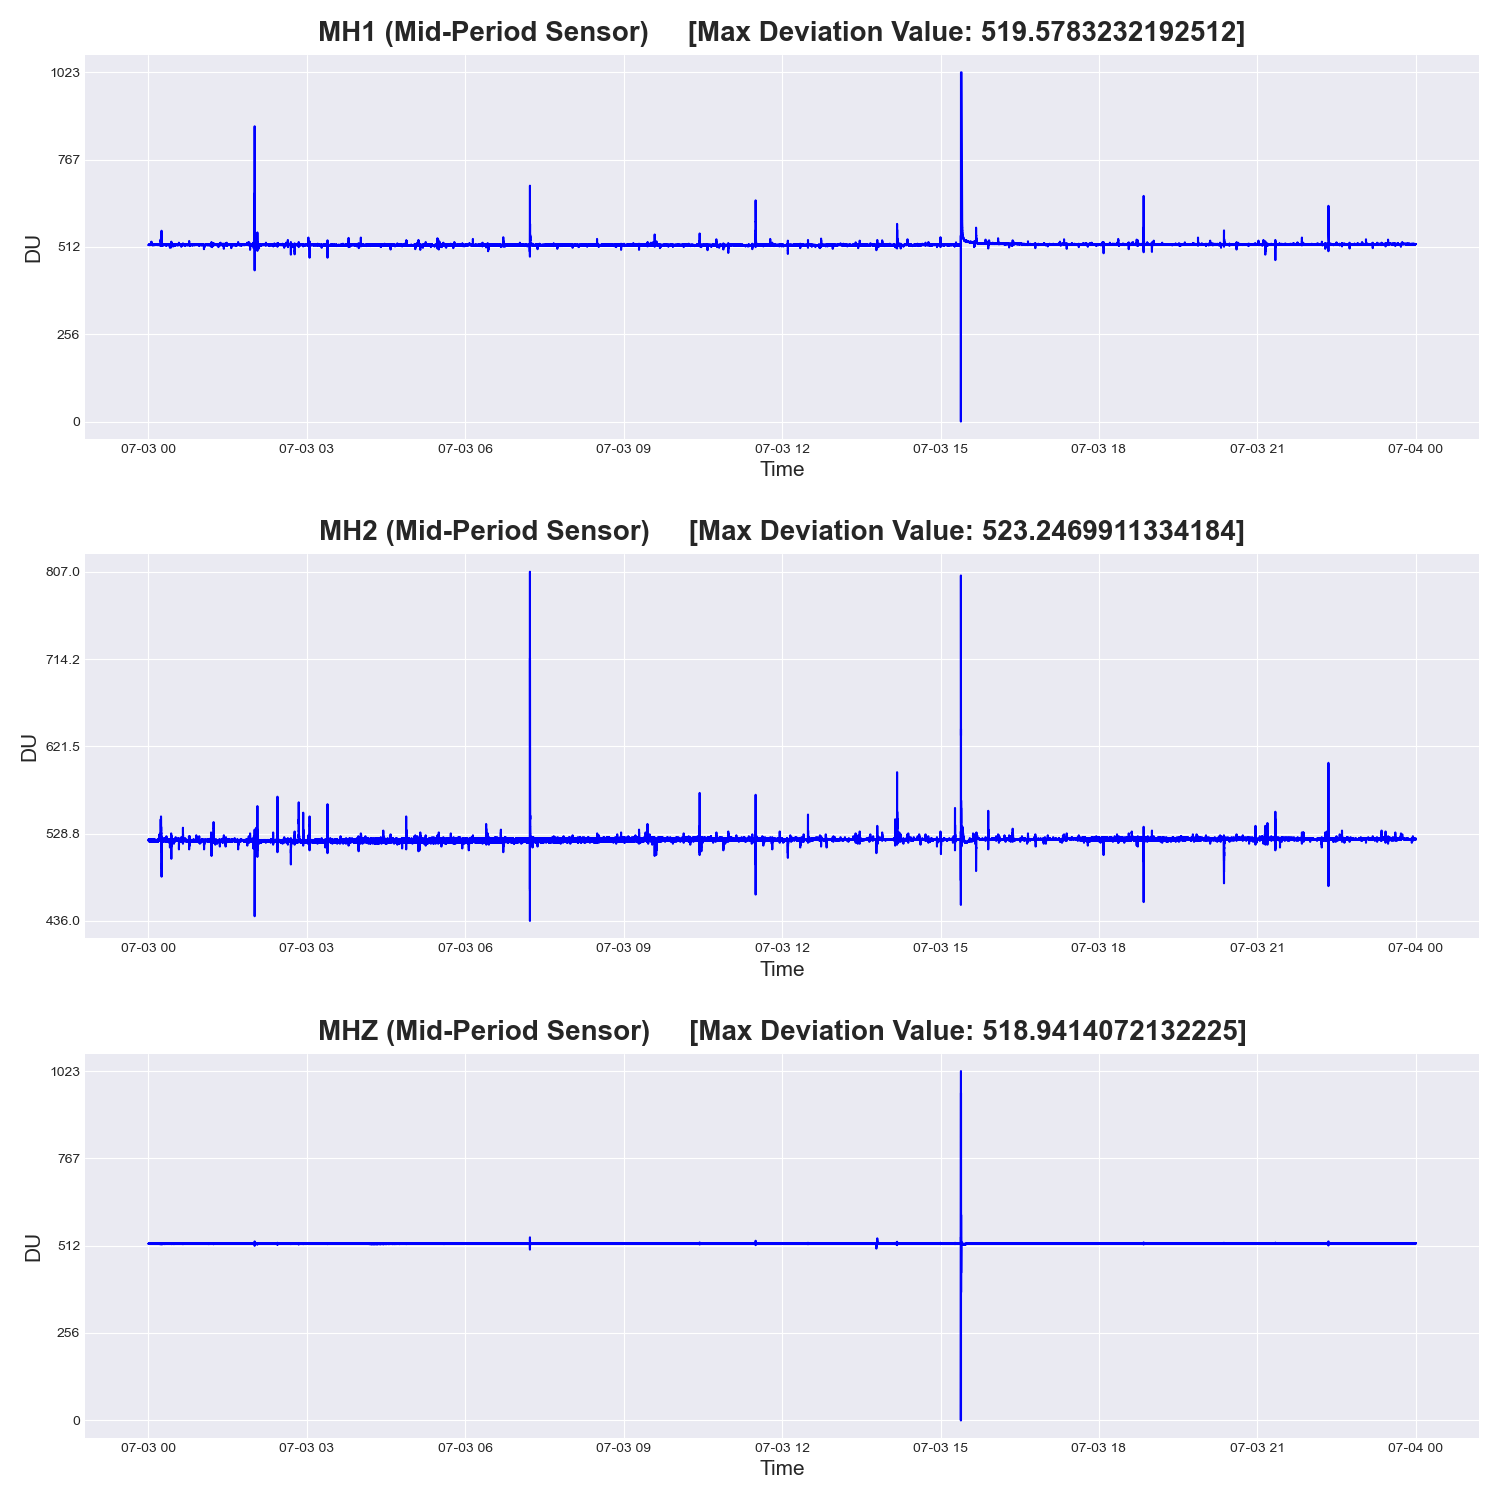 MH1 (Mid-Period Sensor) [Max Deviation Value: 519.5783232192512]
1023
767
512
256
0
DU
07-03 00 07-03 03 07-03 06 07-03 09 07-03 12 07-03 15 07-03 18 07-03 21 07-04 00
Time
MH2 (Mid-Period Sensor) [Max Deviation Value: 523.2469911334184]
807.0
714.2
621.5
528.8
436.0
DU
07-03 00 07-03 03 07-03 06 07-03 09 07-03 12 07-03 15 07-03 18 07-03 21 07-04 00
Time
MHZ (Mid-Period Sensor) [Max Deviation Value: 518.9414072132225]
1023
767
512
256
0
DU
07-03 00 07-03 03 07-03 06 07-03 09 07-03 12 07-03 15 07-03 18 07-03 21 07-04 00
Time